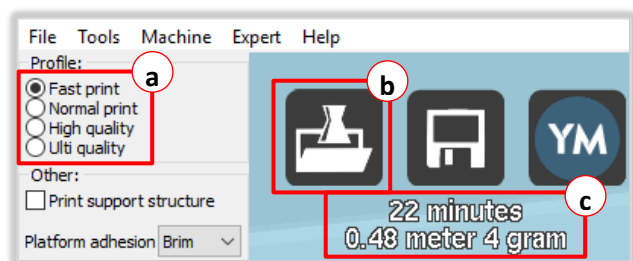 File Tools Machine Expert Help
Profile:
a
Fast print
Normal print
High quality
Ulti quality
b
YM
Other:
Print support structure
c
22 minutes
0.48 meter 4 gram
Platform adhesion Brim